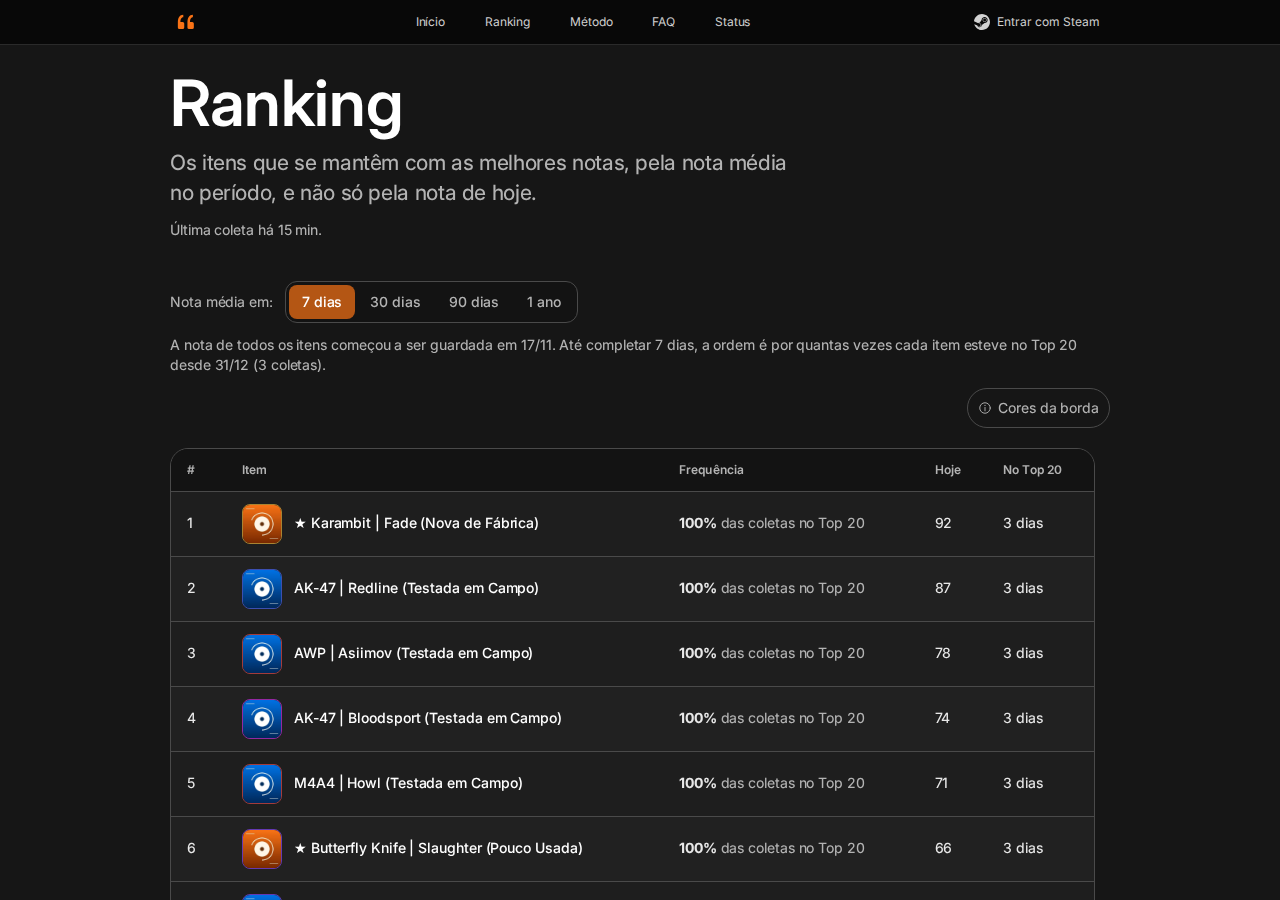 Início Ranking Método FAQ Status Entrar com Steam
Ranking
Os itens que se mantêm com as melhores notas, pela nota média
no período, e não só pela nota de hoje.
Última coleta há 15 min.
Nota média em: 7 dias 30 dias 90 dias 1 ano
A nota de todos os itens começou a ser guardada em 17/11. Até completar 7 dias, a ordem é por quantas vezes cada item esteve no Top 20
desde 31/12 (3 coletas).
Cores da borda
# Item Frequência Hoje No Top 20
1 ★ Karambit | Fade (Nova de Fábrica) 100% das coletas no Top 20 92 3 dias
2 AK-47 | Redline (Testada em Campo) 100% das coletas no Top 20 87 3 dias
3 AWP | Asiimov (Testada em Campo) 100% das coletas no Top 20 78 3 dias
4 AK-47 | Bloodsport (Testada em Campo) 100% das coletas no Top 20 74 3 dias
5 M4A4 | Howl (Testada em Campo) 100% das coletas no Top 20 71 3 dias
6 ★ Butterfly Knife | Slaughter (Pouco Usada) 100% das coletas no Top 20 66 3 dias